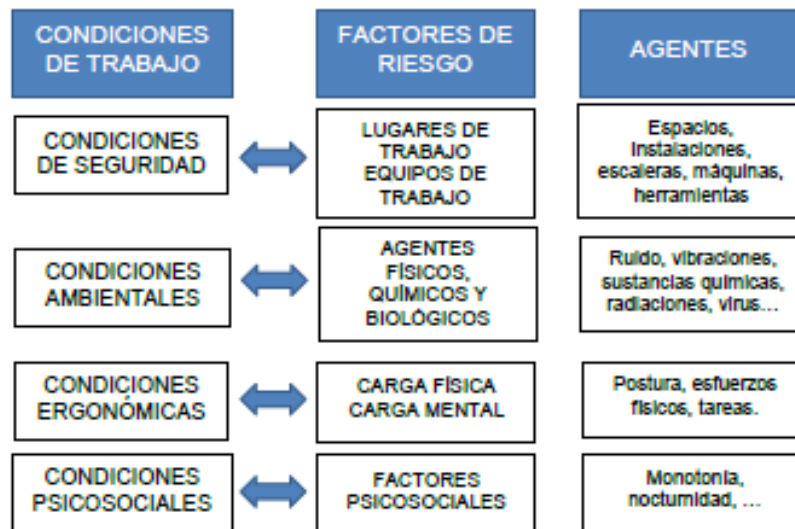 CONDICIONES
DE TRABAJO
FACTORES DE
RIESGO
AGENTES
CONDICIONES
DE SEGURIDAD
LUGARES DE
TRABAJO
EQUIPOS DE
TRABAJO
Espacios,
Instalaciones,
escaleras, máquinas,
herramientas
CONDICIONES
AMBIENTALES
AGENTES
FÍSICOS,
QUÍMICOS Y
BIOLÓGICOS
Ruido, vibraciones,
sustancias químicas,
radiaciones, virus...
CONDICIONES
ERGONÓMICAS
CARGA FÍSICA
CARGA MENTAL
Postura, esfuerzos
físicos, tareas.
CONDICIONES
PSICOSOCIALES
FACTORES
PSICOSOCIALES
Monotonía,
nocturnidad, ...